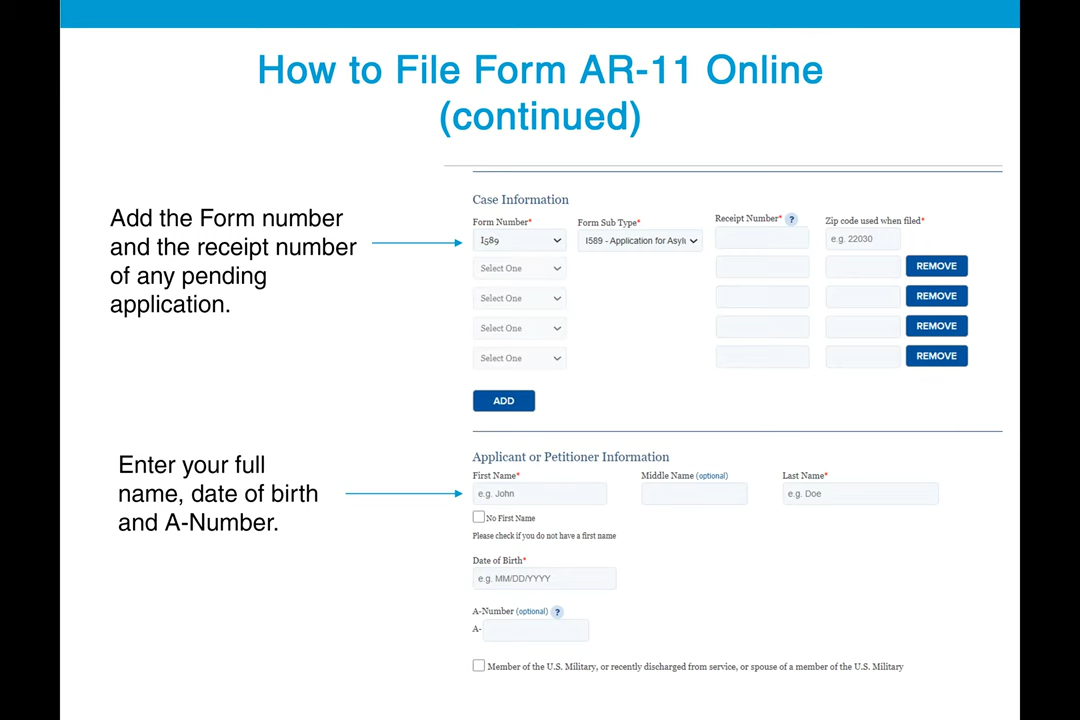 How to File Form AR-11 Online
(continued)
Add the Form number
and the receipt number
of any pending
application.
Case Information
Form Number* Form Sub Type* Receipt Number* ? Zip code used when filed*
I589 I589 - Application for Asylu e.g. 22030
Select One REMOVE
Select One REMOVE
Select One REMOVE
Select One REMOVE
ADD
Enter your full
name, date of birth
and A-Number.
Applicant or Petitioner Information
First Name* Middle Name (optional) Last Name*
e.g. John e.g. Doe
No First Name
Please check if you do not have a first name
Date of Birth*
e.g. MM/DD/YYYY
A-Number (optional) ?
A-
Member of the U.S. Military, or recently discharged from service, or spouse of a member of the U.S. Military